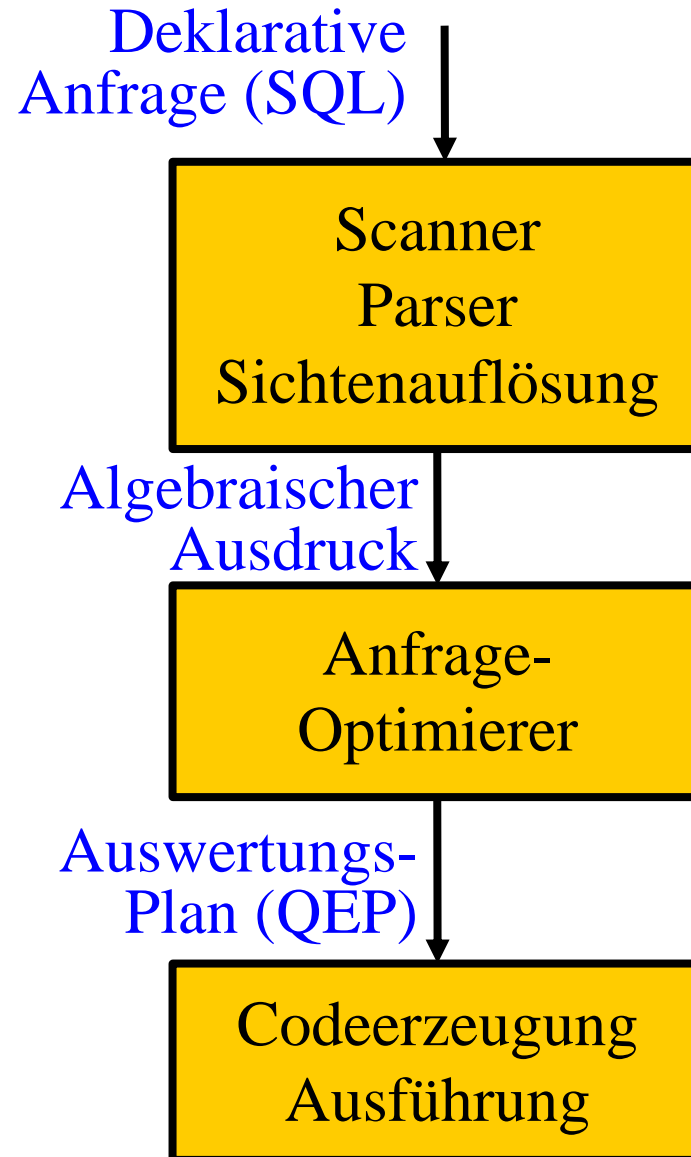 Deklarative
Anfrage (SQL)
Scanner
Parser
Sichtenauflösung
Algebraischer
Ausdruck
Anfrage-
Optimierer
Auswertungs-
Plan (QEP)
Codeerzeugung
Ausführung